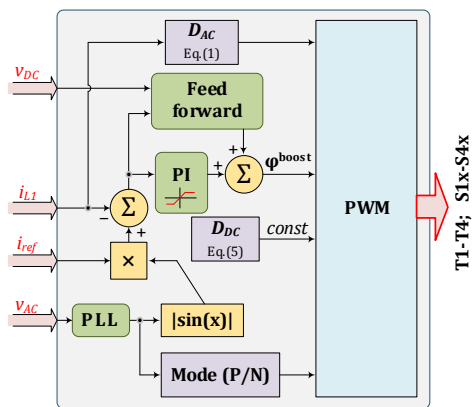 D_AC
Eq.(1)
v_DC
Feed
forward
+
+
PI
Σ
φ^boost
i_L1
−
Σ
+
PWM
T1-T4; S1x-S4x
D_DC
Eq.(5)
const
i_ref
×
v_AC
PLL
|sin(x)|
Mode (P/N)